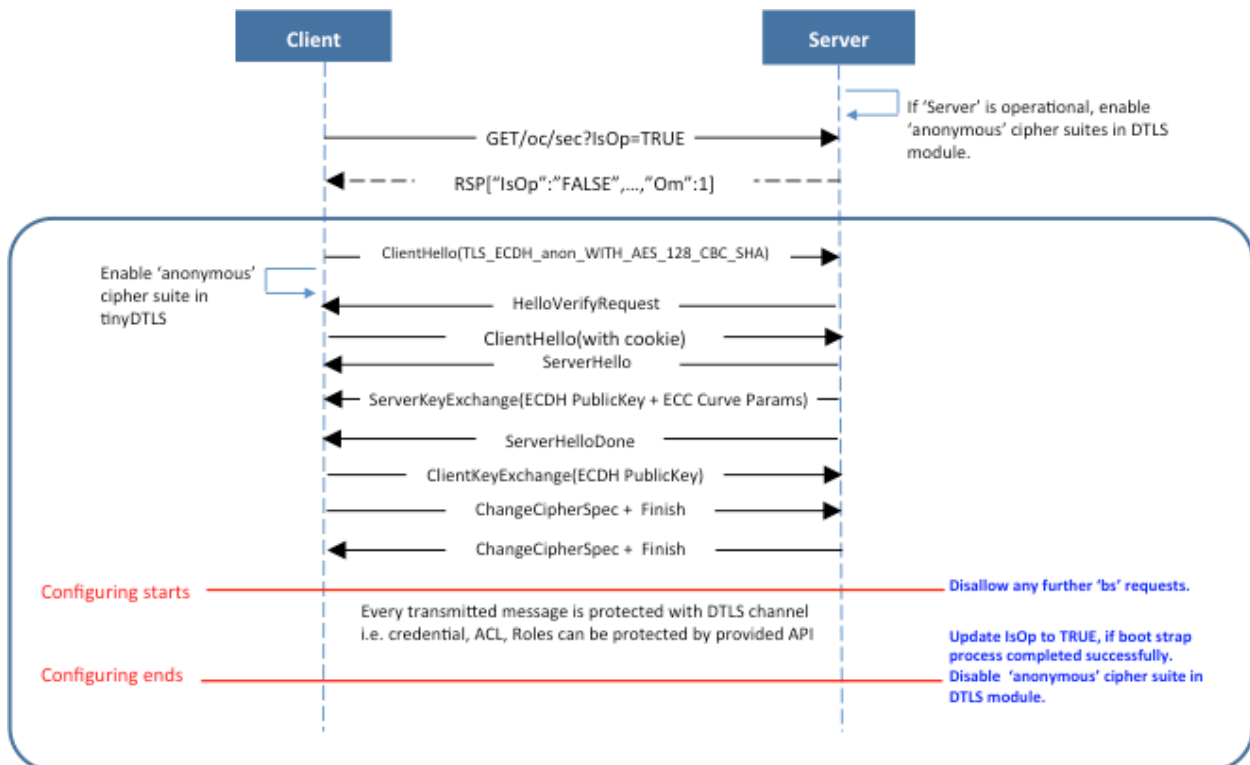 Client
Server
If 'Server' is operational, enable
'anonymous' cipher suites in DTLS
module.
GET/oc/sec?IsOp=TRUE
RSP["IsOp":"FALSE",...,"Om":1]
ClientHello(TLS_ECDH_anon_WITH_AES_128_CBC_SHA)
Enable 'anonymous'
cipher suite in
tinyDTLS
HelloVerifyRequest
ClientHello(with cookie)
ServerHello
ServerKeyExchange(ECDH PublicKey + ECC Curve Params)
ServerHelloDone
ClientKeyExchange(ECDH PublicKey)
ChangeCipherSpec + Finish
ChangeCipherSpec + Finish
Configuring starts
Disallow any further 'bs' requests.
Every transmitted message is protected with DTLS channel
i.e. credential, ACL, Roles can be protected by provided API
Update IsOp to TRUE, if boot strap
process completed successfully.
Configuring ends
Disable 'anonymous' cipher suite in
DTLS module.